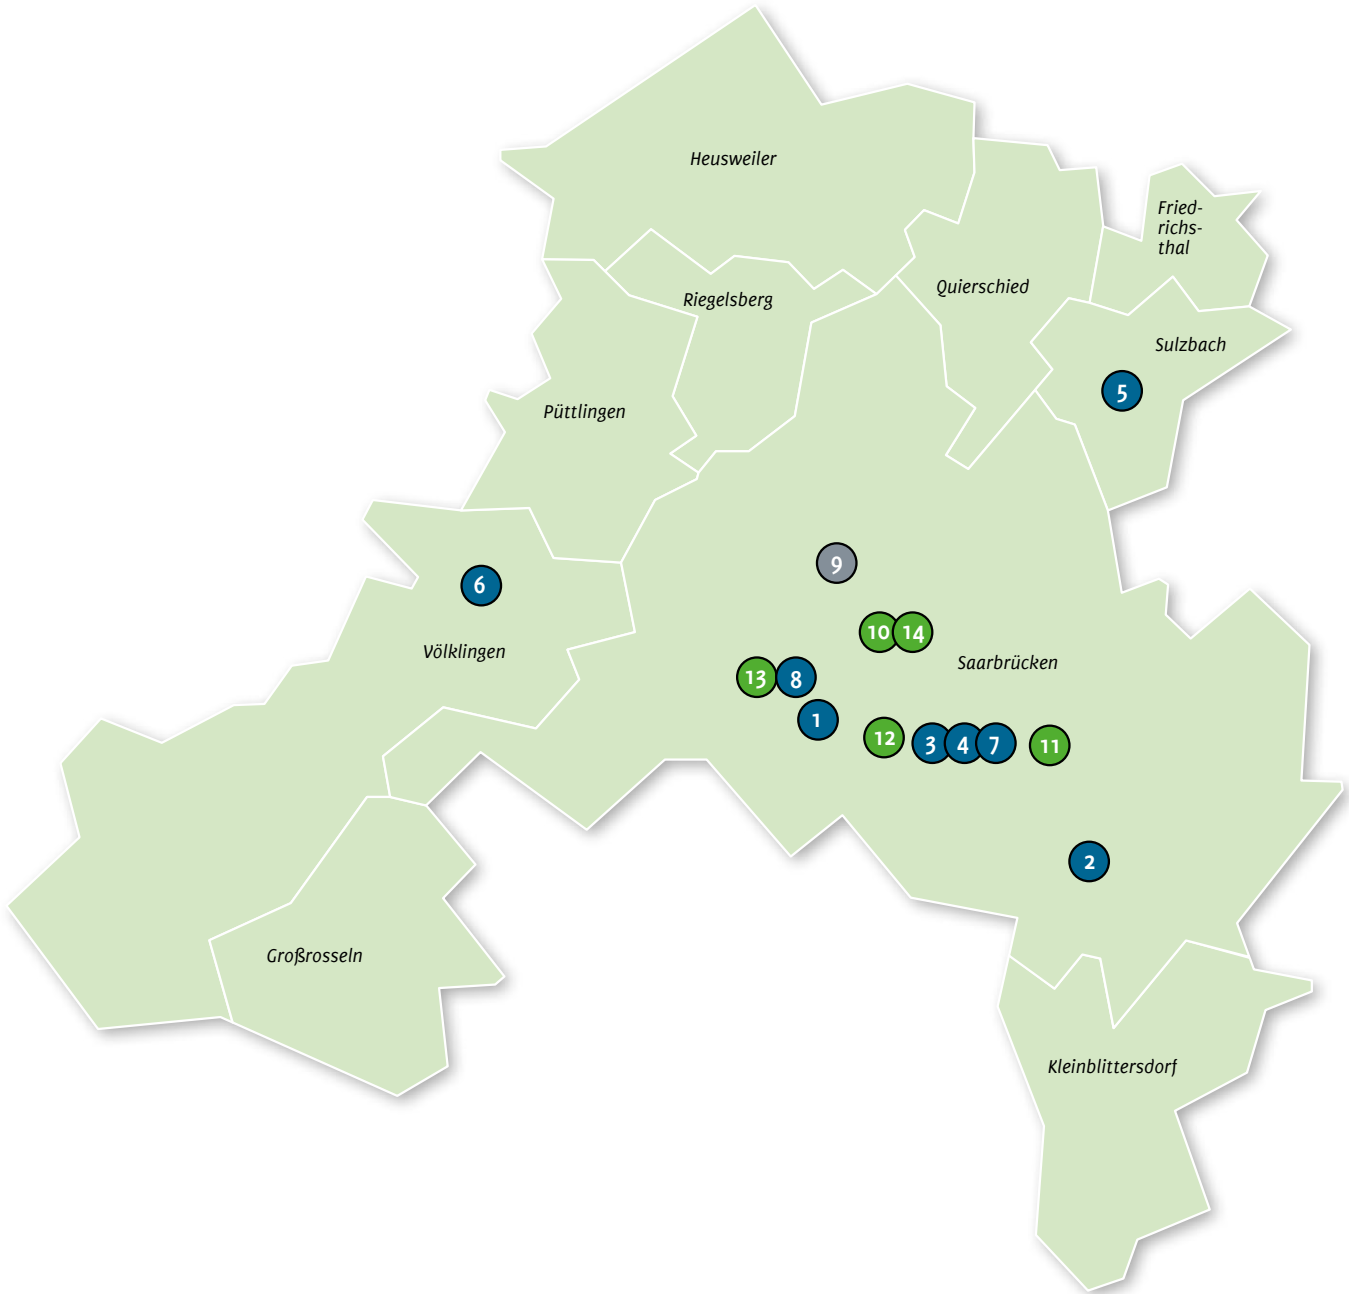 Heusweiler
Fried-
richs-
thal
Quierschied
Riegelsberg
Sulzbach
5
Püttlingen
9
6
10 14
Völklingen
Saarbrücken
13 8
1
12 3 4 7 11
2
Großrosseln
Kleinblittersdorf